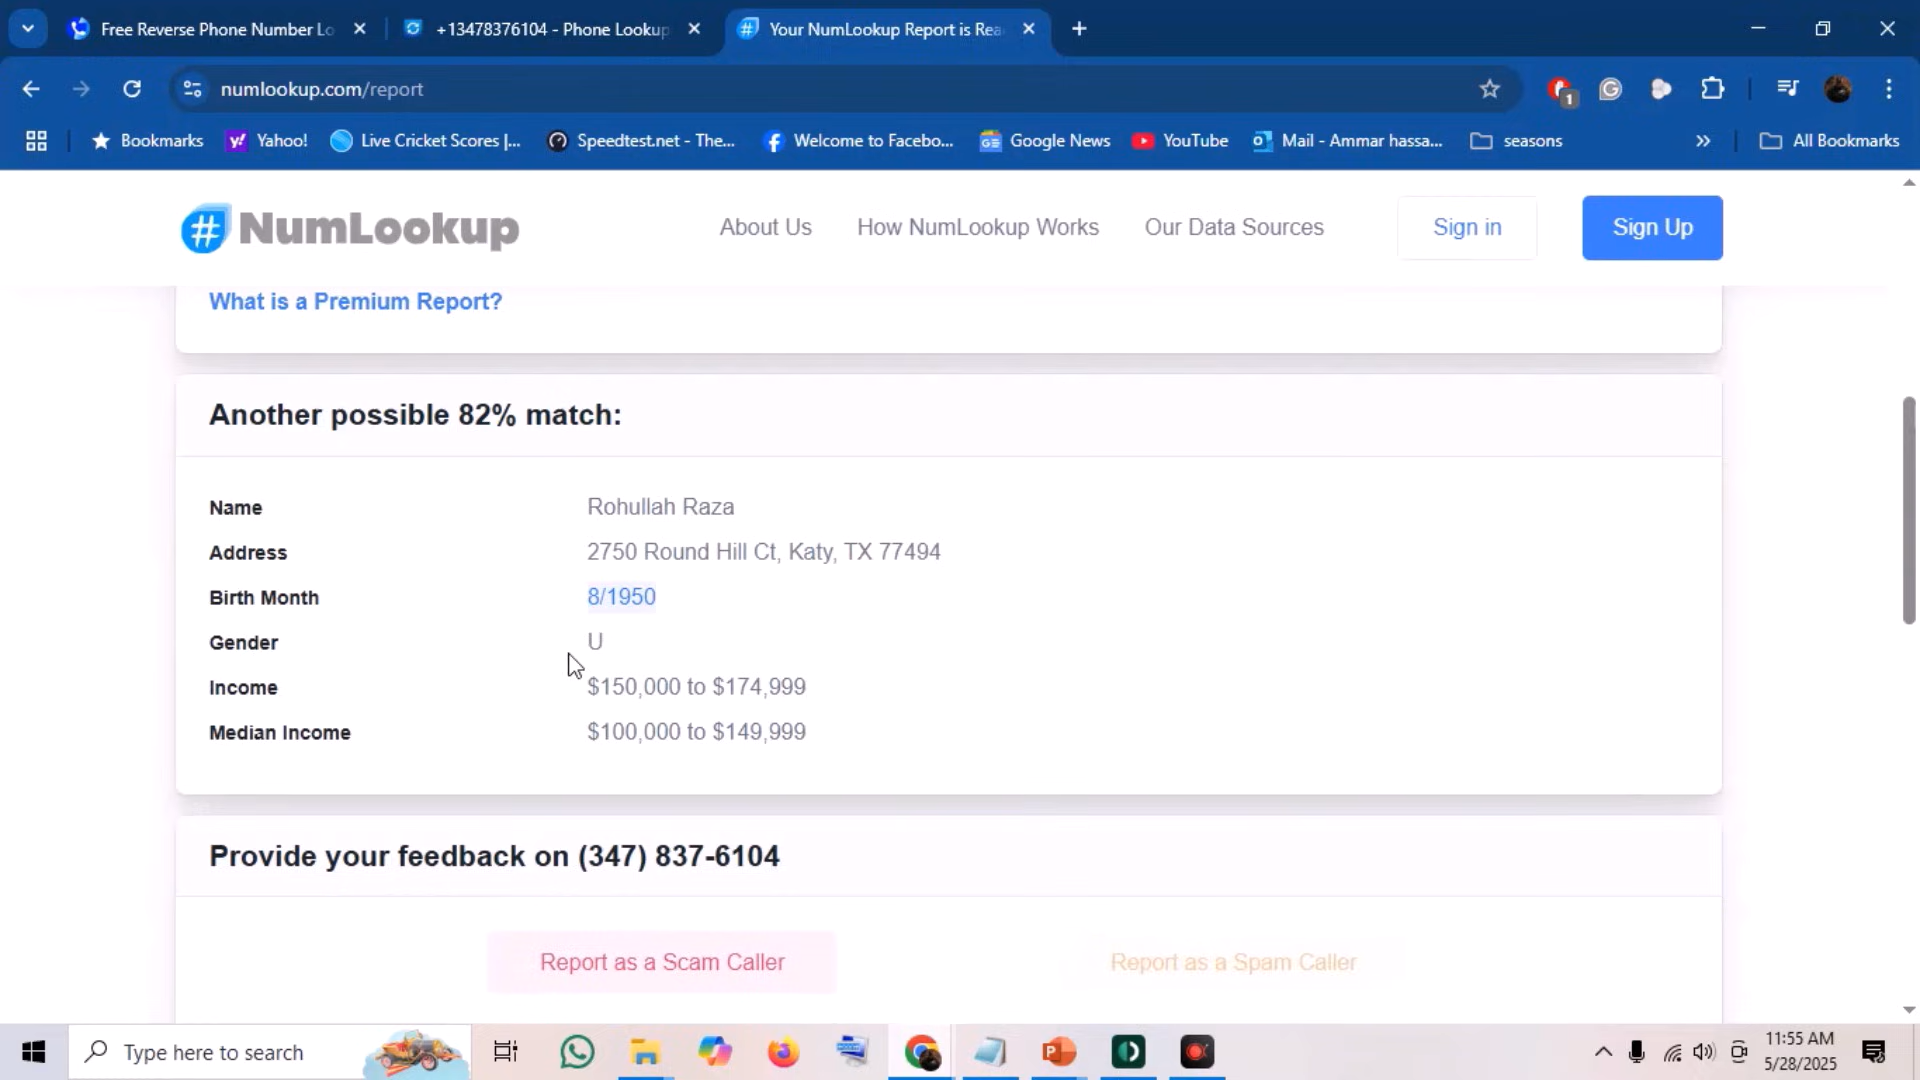 Free Reverse Phone Number Lo
+13478376104 - Phone Lookup
Your NumLookup Report is Rea
numlookup.com/report
1
Bookmarks
Yahoo!
Live Cricket Scores |...
Speedtest.net - The...
Welcome to Facebo...
Google News
YouTube
Mail - Ammar hassa...
seasons
All Bookmarks
# NumLookup
About Us
How NumLookup Works
Our Data Sources
Sign in
Sign Up
What is a Premium Report?
Another possible 82% match:
Name Rohullah Raza
Address 2750 Round Hill Ct, Katy, TX 77494
Birth Month 8/1950
Gender U
Income $150,000 to $174,999
Median Income $100,000 to $149,999
Provide your feedback on (347) 837-6104
Report as a Scam Caller
Report as a Spam Caller
Type here to search
11:55 AM
5/28/2025